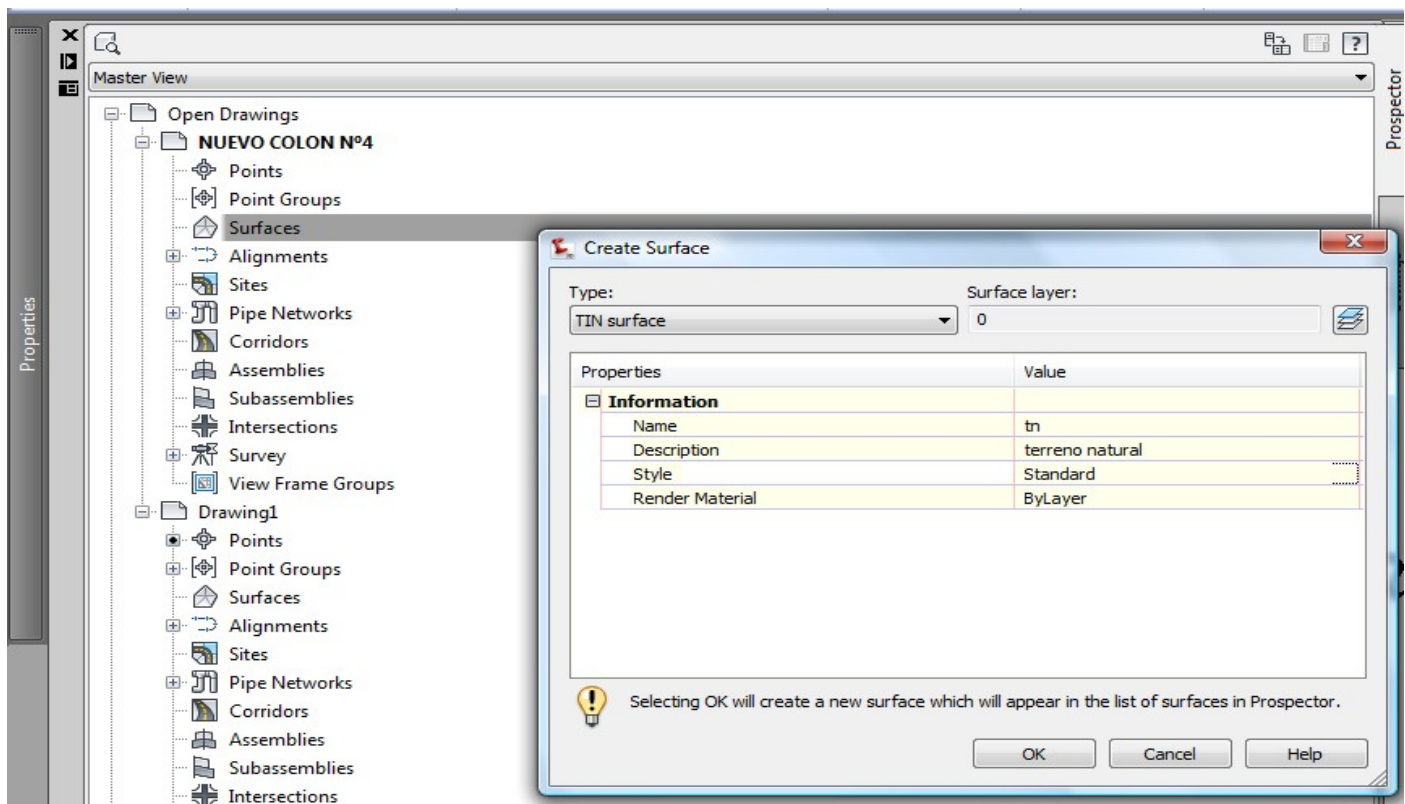 Master View
Open Drawings
NUEVO COLON Nº4
Points
Point Groups
Surfaces
Alignments
Sites
Pipe Networks
Corridors
Assemblies
Subassemblies
Intersections
Survey
View Frame Groups
Drawing1
Points
Point Groups
Surfaces
Alignments
Sites
Pipe Networks
Corridors
Assemblies
Subassemblies
Intersections
Properties
Prospector
Create Surface
Type:
Surface layer:
TIN surface
0
Properties Value
Information
Name tn
Description terreno natural
Style Standard
Render Material ByLayer
Selecting OK will create a new surface which will appear in the list of surfaces in Prospector.
OK Cancel Help